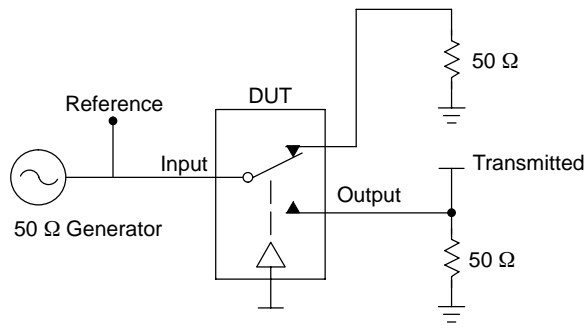 50 Ω
DUT
Reference
Input
Transmitted
Output
50 Ω Generator
50 Ω